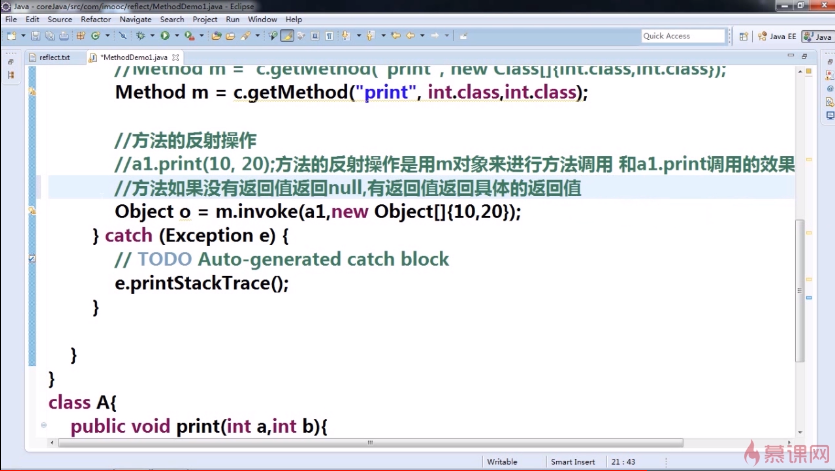 Java - coreJava/src/com/imooc/reflect/MethodDemo1.java - Eclipse
File Edit Source Refactor Navigate Search Project Run Window Help
Quick Access Java EE Java
reflect.txt *MethodDemo1.java
//Method m = c.getMethod("print", new Class[]{int.class,int.class});
Method m = c.getMethod("print", int.class,int.class);
//方法的反射操作
//a1.print(10, 20);方法的反射操作是用m对象来进行方法调用 和a1.print调用的效果
//方法如果没有返回值返回null,有返回值返回具体的返回值
Object o = m.invoke(a1,new Object[]{10,20});
} catch (Exception e) {
// TODO Auto-generated catch block
e.printStackTrace();
}
}
}
class A{
public void print(int a,int b){
Writable Smart Insert 21 : 43
慕课网